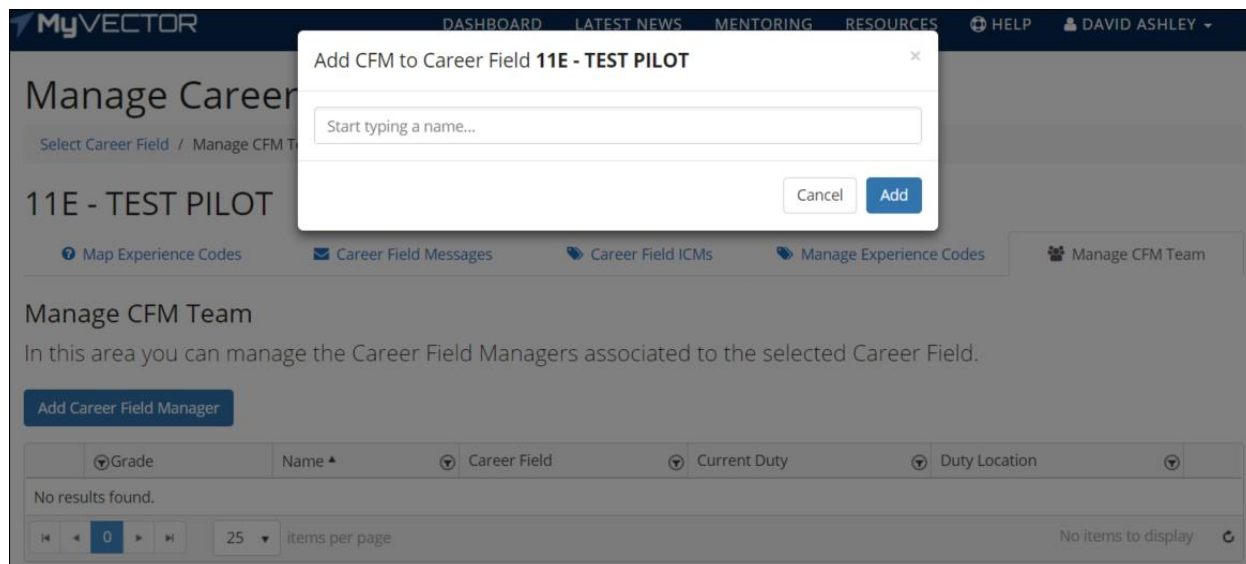 MyVECTOR DASHBOARD LATEST NEWS MENTORING RESOURCES HELP DAVID ASHLEY
Add CFM to Career Field 11E - TEST PILOT ×
Manage Career
Start typing a name...
Select Career Field / Manage CFM T
Cancel Add
11E - TEST PILOT
Map Experience Codes Career Field Messages Career Field ICMs Manage Experience Codes Manage CFM Team
Manage CFM Team
In this area you can manage the Career Field Managers associated to the selected Career Field.
Add Career Field Manager
Grade Name Career Field Current Duty Duty Location
No results found.
0 25 items per page No items to display